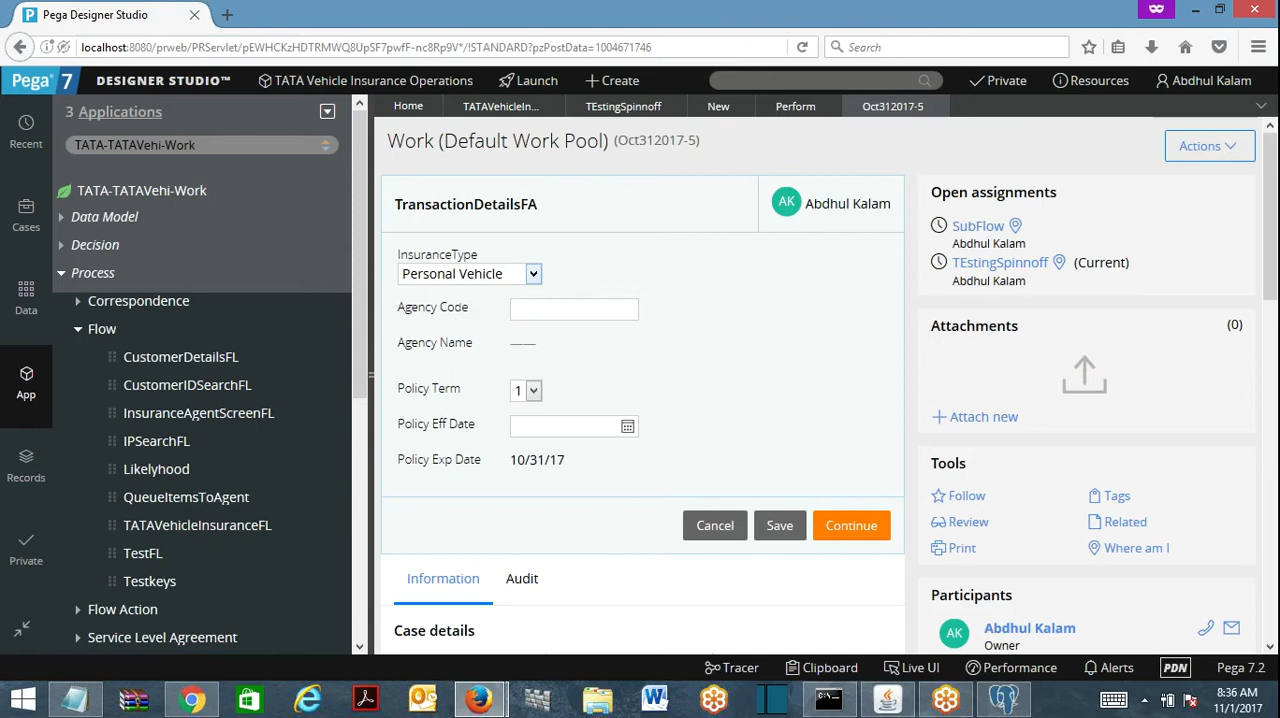 Pega Designer Studio
localhost:8080/prweb/PRServlet/pEWHCKzHDTRMWQ8UpSF7pwfF-nc8Rp9V*/!STANDARD?pzPostData=1004671746
Search
Pega 7
DESIGNER STUDIO™
TATA Vehicle Insurance Operations
Launch
Create
Private
Resources
Abdhul Kalam
3 Applications
Home
TATAVehicleIn...
TEstingSpinnoff
New
Perform
Oct312017-5
Recent
Cases
Data
App
Records
Private
TATA-TATAVehi-Work
TATA-TATAVehi-Work
Data Model
Decision
Process
Correspondence
Flow
CustomerDetailsFL
CustomerIDSearchFL
InsuranceAgentScreenFL
IPSearchFL
Likelyhood
QueueItemsToAgent
TATAVehicleInsuranceFL
TestFL
Testkeys
Flow Action
Service Level Agreement
Work (Default Work Pool) (Oct312017-5)
Actions
TransactionDetailsFA
AK Abdhul Kalam
InsuranceType
Personal Vehicle
Agency Code
Agency Name
Policy Term 1
Policy Eff Date
Policy Exp Date 10/31/17
Cancel
Save
Continue
Information
Audit
Case details
Open assignments
SubFlow
Abdhul Kalam
TEstingSpinnoff (Current)
Abdhul Kalam
Attachments (0)
Attach new
Tools
Follow
Tags
Review
Related
Print
Where am I
Participants
AK Abdhul Kalam
Owner
Tracer
Clipboard
Live UI
Performance
Alerts
PDN
Pega 7.2
8:36 AM
11/1/2017